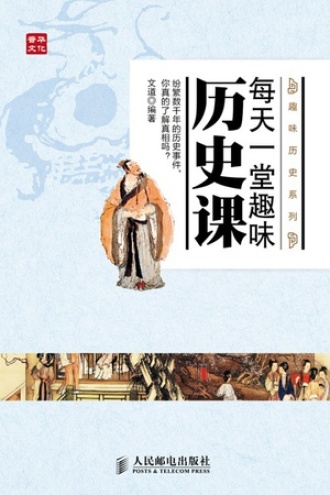 普华
文化
趣味历史系列
每天一堂趣味
历史课
纷繁数千年的历史事件，
你真的了解真相吗？
文道◎编著
人民邮电出版社
POSTS & TELECOM PRESS